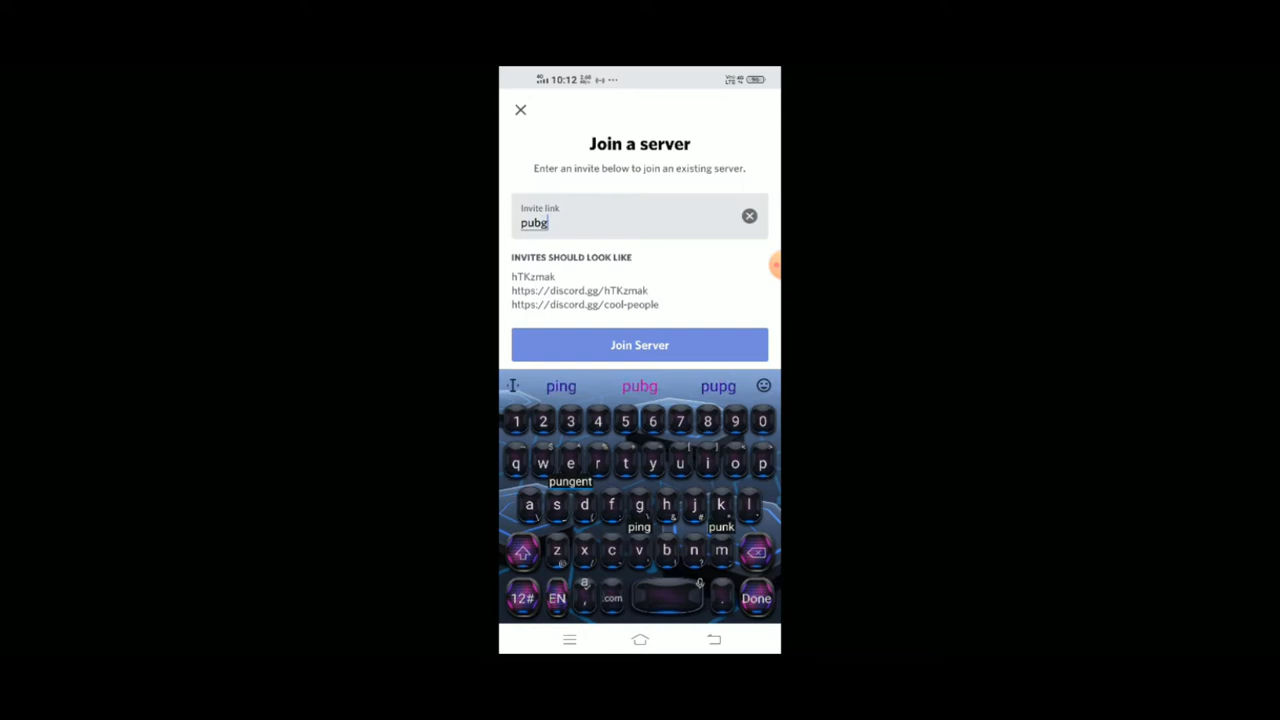 4G 10:12 ...
Join a server
Enter an invite below to join an existing server.
Invite link
pubg
INVITES SHOULD LOOK LIKE
hTKzmak
https://discord.gg/hTKzmak
https://discord.gg/cool-people
Join Server
ping pubg pupg
1 2 3 4 5 6 7 8 9 0
q w e r t y u i o p
pungent
a s d f g h j k l
ping punk
z x c v b n m
12# EN , .com . Done